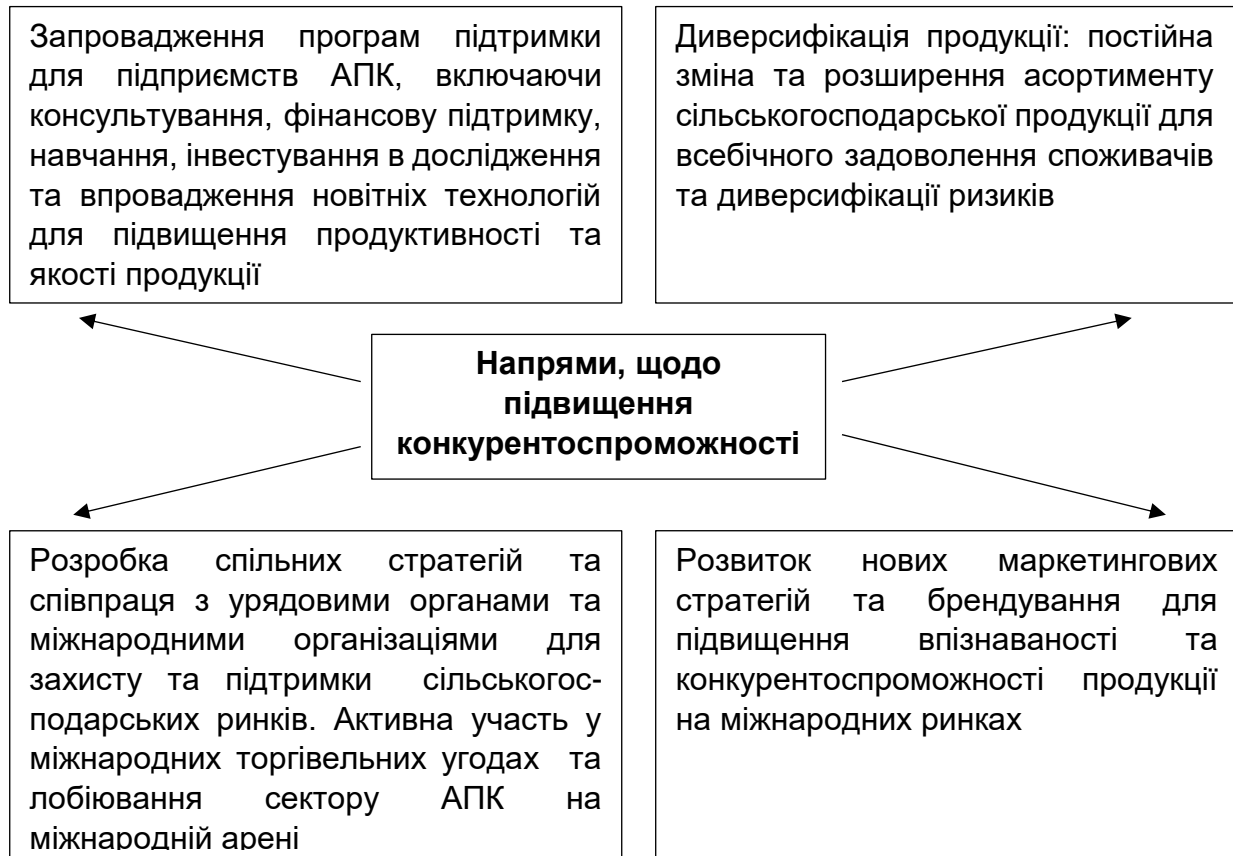 Запровадження програм підтримки
для підприємств АПК, включаючи
консультування, фінансову підтримку,
навчання, інвестування в дослідження
та впровадження новітніх технологій
для підвищення продуктивності та
якості продукції
Диверсифікація продукції: постійна
зміна та розширення асортименту
сільськогосподарської продукції для
всебічного задоволення споживачів
та диверсифікації ризиків
Напрями, щодо
підвищення
конкурентоспроможності
Розробка спільних стратегій та
співпраця з урядовими органами та
міжнародними організаціями для
захисту та підтримки сільськогос-
подарських ринків. Активна участь у
міжнародних торгівельних угодах та
лобіювання сектору АПК на
міжнародній арені
Розвиток нових маркетингових
стратегій та брендування для
підвищення впізнаваності та
конкурентоспроможності продукції
на міжнародних ринках